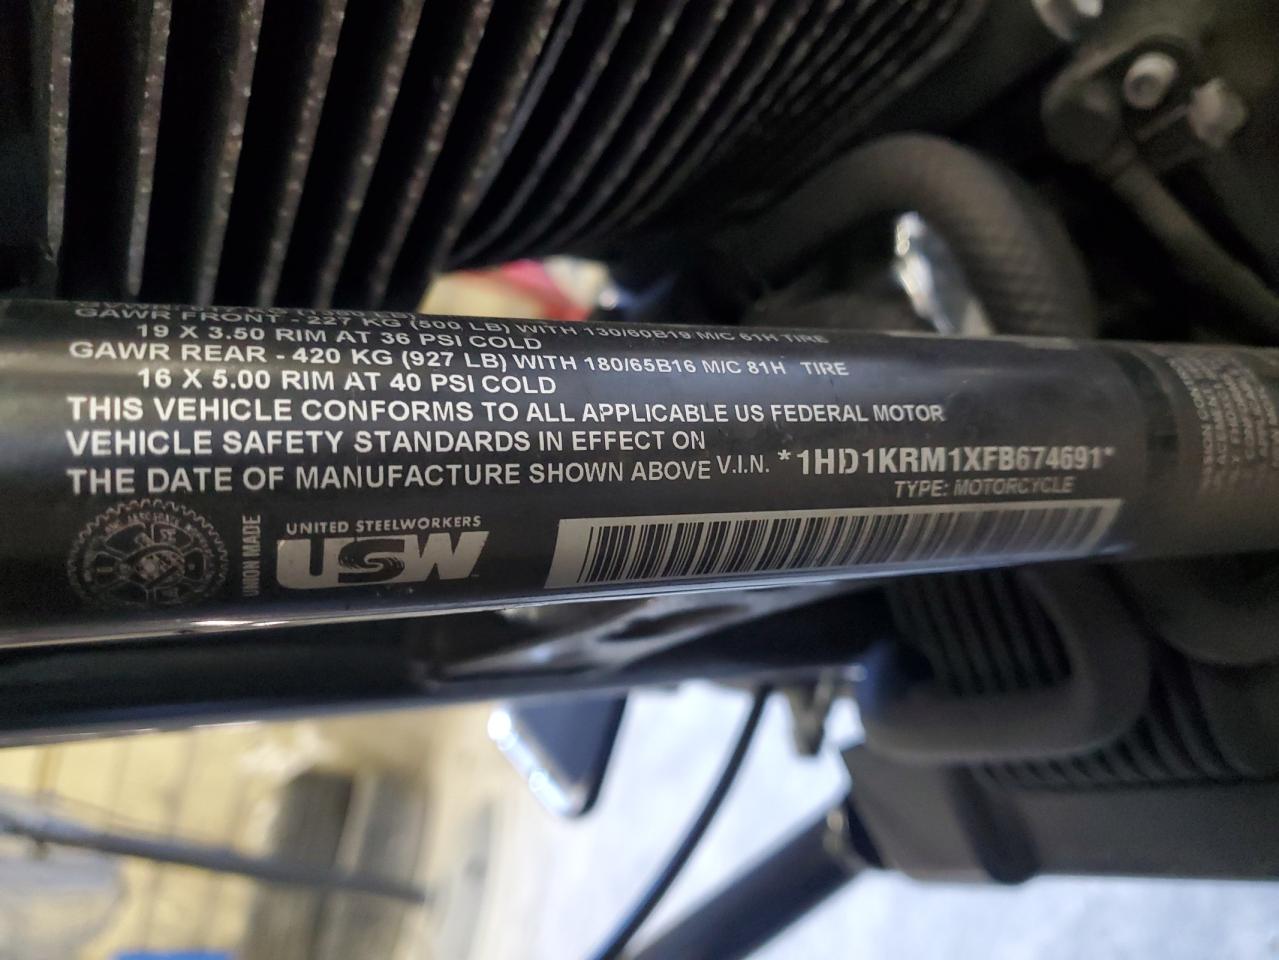 GAWR FRONT - 227 KG (500 LB) WITH 130/60B19 M/C 61H TIRE
19 X 3.50 RIM AT 36 PSI COLD
GAWR REAR - 420 KG (927 LB) WITH 180/65B16 M/C 81H TIRE
16 X 5.00 RIM AT 40 PSI COLD
THIS VEHICLE CONFORMS TO ALL APPLICABLE US FEDERAL MOTOR
VEHICLE SAFETY STANDARDS IN EFFECT ON
THE DATE OF MANUFACTURE SHOWN ABOVE V.I.N. *1HD1KRM1XFB674691*
TYPE: MOTORCYCLE
UNION MADE
UNITED STEELWORKERS
USW